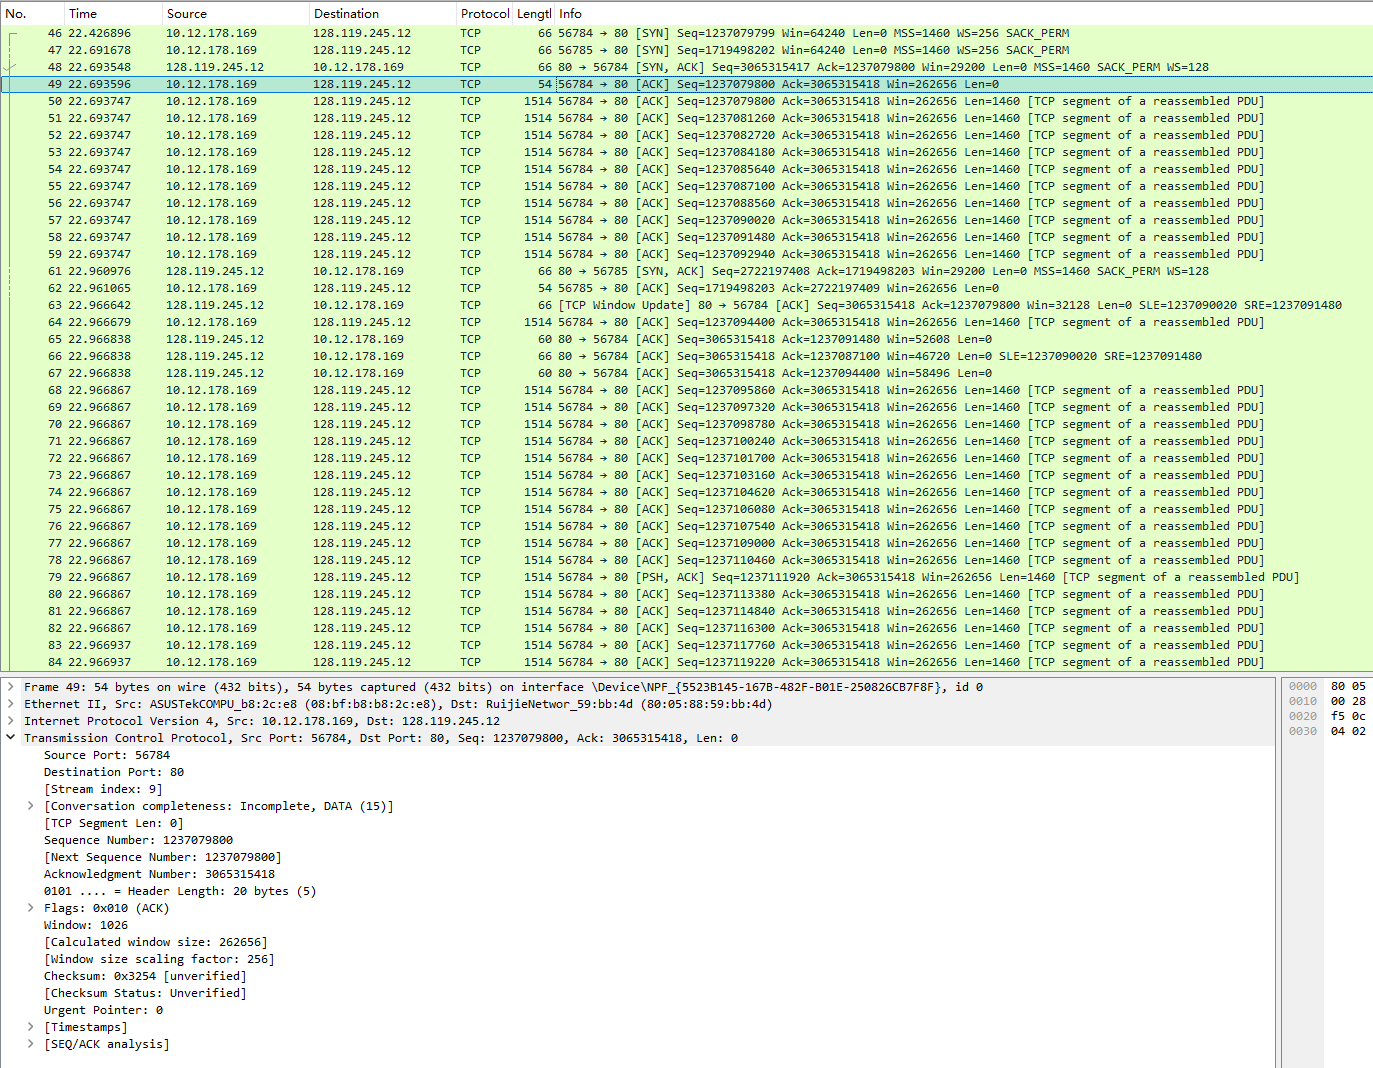 No. Time Source Destination Protocol Lengtl Info
46 22.426896 10.12.178.169 128.119.245.12 TCP 66 56784 → 80 [SYN] Seq=1237079799 Win=64240 Len=0 MSS=1460 WS=256 SACK_PERM
47 22.691678 10.12.178.169 128.119.245.12 TCP 66 56785 → 80 [SYN] Seq=1719498202 Win=64240 Len=0 MSS=1460 WS=256 SACK_PERM
48 22.693548 128.119.245.12 10.12.178.169 TCP 66 80 → 56784 [SYN, ACK] Seq=3065315417 Ack=1237079800 Win=29200 Len=0 MSS=1460 SACK_PERM WS=128
49 22.693596 10.12.178.169 128.119.245.12 TCP 54 56784 → 80 [ACK] Seq=1237079800 Ack=3065315418 Win=262656 Len=0
50 22.693747 10.12.178.169 128.119.245.12 TCP 1514 56784 → 80 [ACK] Seq=1237079800 Ack=3065315418 Win=262656 Len=1460 [TCP segment of a reassembled PDU]
51 22.693747 10.12.178.169 128.119.245.12 TCP 1514 56784 → 80 [ACK] Seq=1237081260 Ack=3065315418 Win=262656 Len=1460 [TCP segment of a reassembled PDU]
52 22.693747 10.12.178.169 128.119.245.12 TCP 1514 56784 → 80 [ACK] Seq=1237082720 Ack=3065315418 Win=262656 Len=1460 [TCP segment of a reassembled PDU]
53 22.693747 10.12.178.169 128.119.245.12 TCP 1514 56784 → 80 [ACK] Seq=1237084180 Ack=3065315418 Win=262656 Len=1460 [TCP segment of a reassembled PDU]
54 22.693747 10.12.178.169 128.119.245.12 TCP 1514 56784 → 80 [ACK] Seq=1237085640 Ack=3065315418 Win=262656 Len=1460 [TCP segment of a reassembled PDU]
55 22.693747 10.12.178.169 128.119.245.12 TCP 1514 56784 → 80 [ACK] Seq=1237087100 Ack=3065315418 Win=262656 Len=1460 [TCP segment of a reassembled PDU]
56 22.693747 10.12.178.169 128.119.245.12 TCP 1514 56784 → 80 [ACK] Seq=1237088560 Ack=3065315418 Win=262656 Len=1460 [TCP segment of a reassembled PDU]
57 22.693747 10.12.178.169 128.119.245.12 TCP 1514 56784 → 80 [ACK] Seq=1237090020 Ack=3065315418 Win=262656 Len=1460 [TCP segment of a reassembled PDU]
58 22.693747 10.12.178.169 128.119.245.12 TCP 1514 56784 → 80 [ACK] Seq=1237091480 Ack=3065315418 Win=262656 Len=1460 [TCP segment of a reassembled PDU]
59 22.693747 10.12.178.169 128.119.245.12 TCP 1514 56784 → 80 [ACK] Seq=1237092940 Ack=3065315418 Win=262656 Len=1460 [TCP segment of a reassembled PDU]
61 22.960976 128.119.245.12 10.12.178.169 TCP 66 80 → 56785 [SYN, ACK] Seq=2722197408 Ack=1719498203 Win=29200 Len=0 MSS=1460 SACK_PERM WS=128
62 22.961065 10.12.178.169 128.119.245.12 TCP 54 56785 → 80 [ACK] Seq=1719498203 Ack=2722197409 Win=262656 Len=0
63 22.966642 128.119.245.12 10.12.178.169 TCP 66 [TCP Window Update] 80 → 56784 [ACK] Seq=3065315418 Ack=1237079800 Win=32128 Len=0 SLE=1237090020 SRE=1237091480
64 22.966679 10.12.178.169 128.119.245.12 TCP 1514 56784 → 80 [ACK] Seq=1237094400 Ack=3065315418 Win=262656 Len=1460 [TCP segment of a reassembled PDU]
65 22.966838 128.119.245.12 10.12.178.169 TCP 60 80 → 56784 [ACK] Seq=3065315418 Ack=1237091480 Win=52608 Len=0
66 22.966838 128.119.245.12 10.12.178.169 TCP 66 80 → 56784 [ACK] Seq=3065315418 Ack=1237087100 Win=46720 Len=0 SLE=1237090020 SRE=1237091480
67 22.966838 128.119.245.12 10.12.178.169 TCP 60 80 → 56784 [ACK] Seq=3065315418 Ack=1237094400 Win=58496 Len=0
68 22.966867 10.12.178.169 128.119.245.12 TCP 1514 56784 → 80 [ACK] Seq=1237095860 Ack=3065315418 Win=262656 Len=1460 [TCP segment of a reassembled PDU]
69 22.966867 10.12.178.169 128.119.245.12 TCP 1514 56784 → 80 [ACK] Seq=1237097320 Ack=3065315418 Win=262656 Len=1460 [TCP segment of a reassembled PDU]
70 22.966867 10.12.178.169 128.119.245.12 TCP 1514 56784 → 80 [ACK] Seq=1237098780 Ack=3065315418 Win=262656 Len=1460 [TCP segment of a reassembled PDU]
71 22.966867 10.12.178.169 128.119.245.12 TCP 1514 56784 → 80 [ACK] Seq=1237100240 Ack=3065315418 Win=262656 Len=1460 [TCP segment of a reassembled PDU]
72 22.966867 10.12.178.169 128.119.245.12 TCP 1514 56784 → 80 [ACK] Seq=1237101700 Ack=3065315418 Win=262656 Len=1460 [TCP segment of a reassembled PDU]
73 22.966867 10.12.178.169 128.119.245.12 TCP 1514 56784 → 80 [ACK] Seq=1237103160 Ack=3065315418 Win=262656 Len=1460 [TCP segment of a reassembled PDU]
74 22.966867 10.12.178.169 128.119.245.12 TCP 1514 56784 → 80 [ACK] Seq=1237104620 Ack=3065315418 Win=262656 Len=1460 [TCP segment of a reassembled PDU]
75 22.966867 10.12.178.169 128.119.245.12 TCP 1514 56784 → 80 [ACK] Seq=1237106080 Ack=3065315418 Win=262656 Len=1460 [TCP segment of a reassembled PDU]
76 22.966867 10.12.178.169 128.119.245.12 TCP 1514 56784 → 80 [ACK] Seq=1237107540 Ack=3065315418 Win=262656 Len=1460 [TCP segment of a reassembled PDU]
77 22.966867 10.12.178.169 128.119.245.12 TCP 1514 56784 → 80 [ACK] Seq=1237109000 Ack=3065315418 Win=262656 Len=1460 [TCP segment of a reassembled PDU]
78 22.966867 10.12.178.169 128.119.245.12 TCP 1514 56784 → 80 [ACK] Seq=1237110460 Ack=3065315418 Win=262656 Len=1460 [TCP segment of a reassembled PDU]
79 22.966867 10.12.178.169 128.119.245.12 TCP 1514 56784 → 80 [PSH, ACK] Seq=1237111920 Ack=3065315418 Win=262656 Len=1460 [TCP segment of a reassembled PDU]
80 22.966867 10.12.178.169 128.119.245.12 TCP 1514 56784 → 80 [ACK] Seq=1237113380 Ack=3065315418 Win=262656 Len=1460 [TCP segment of a reassembled PDU]
81 22.966867 10.12.178.169 128.119.245.12 TCP 1514 56784 → 80 [ACK] Seq=1237114840 Ack=3065315418 Win=262656 Len=1460 [TCP segment of a reassembled PDU]
82 22.966867 10.12.178.169 128.119.245.12 TCP 1514 56784 → 80 [ACK] Seq=1237116300 Ack=3065315418 Win=262656 Len=1460 [TCP segment of a reassembled PDU]
83 22.966937 10.12.178.169 128.119.245.12 TCP 1514 56784 → 80 [ACK] Seq=1237117760 Ack=3065315418 Win=262656 Len=1460 [TCP segment of a reassembled PDU]
84 22.966937 10.12.178.169 128.119.245.12 TCP 1514 56784 → 80 [ACK] Seq=1237119220 Ack=3065315418 Win=262656 Len=1460 [TCP segment of a reassembled PDU]
Frame 49: 54 bytes on wire (432 bits), 54 bytes captured (432 bits) on interface \Device\NPF_{5523B145-167B-482F-B01E-250826CB7F8F}, id 0
Ethernet II, Src: ASUSTekCOMPU_b8:2c:e8 (08:bf:b8:b8:2c:e8), Dst: RuijieNetwor_59:bb:4d (80:05:88:59:bb:4d)
Internet Protocol Version 4, Src: 10.12.178.169, Dst: 128.119.245.12
Transmission Control Protocol, Src Port: 56784, Dst Port: 80, Seq: 1237079800, Ack: 3065315418, Len: 0
Source Port: 56784
Destination Port: 80
[Stream index: 9]
[Conversation completeness: Incomplete, DATA (15)]
[TCP Segment Len: 0]
Sequence Number: 1237079800
[Next Sequence Number: 1237079800]
Acknowledgment Number: 3065315418
0101 .... = Header Length: 20 bytes (5)
Flags: 0x010 (ACK)
Window: 1026
[Calculated window size: 262656]
[Window size scaling factor: 256]
Checksum: 0x3254 [unverified]
[Checksum Status: Unverified]
Urgent Pointer: 0
[Timestamps]
[SEQ/ACK analysis]
0000 80 05
0010 00 28
0020 f5 0c
0030 04 02